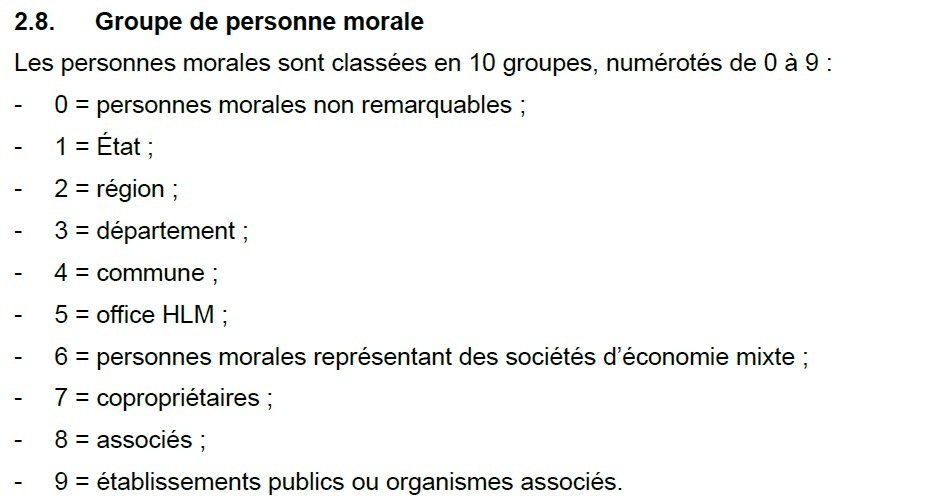 2.8. Groupe de personne morale
Les personnes morales sont classées en 10 groupes, numérotés de 0 à 9 :
- 0 = personnes morales non remarquables ;
- 1 = État ;
- 2 = région ;
- 3 = département ;
- 4 = commune ;
- 5 = office HLM ;
- 6 = personnes morales représentant des sociétés d’économie mixte ;
- 7 = copropriétaires ;
- 8 = associés ;
- 9 = établissements publics ou organismes associés.